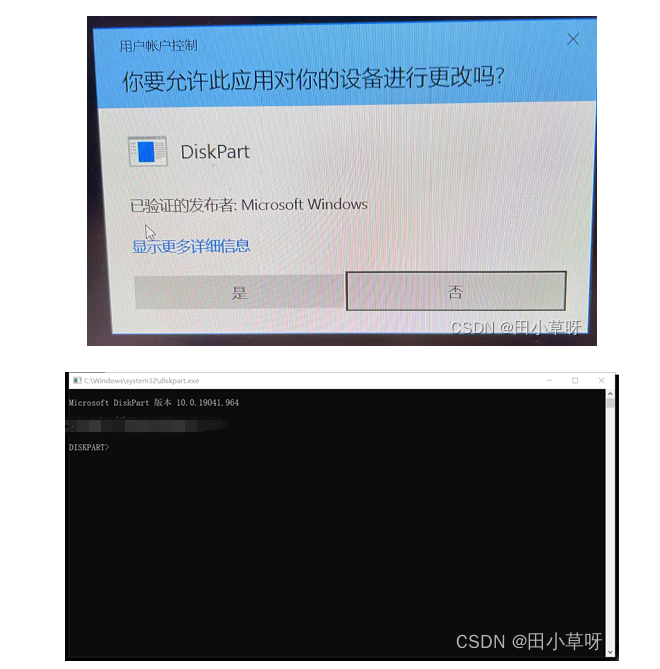 用户帐户控制
你要允许此应用对你的设备进行更改吗?
DiskPart
已验证的发布者: Microsoft Windows
显示更多详细信息
是
否
CSDN @田小草呀
C:\Windows\system32\diskpart.exe
Microsoft DiskPart 版本 10.0.19041.964
DISKPART>
CSDN @田小草呀